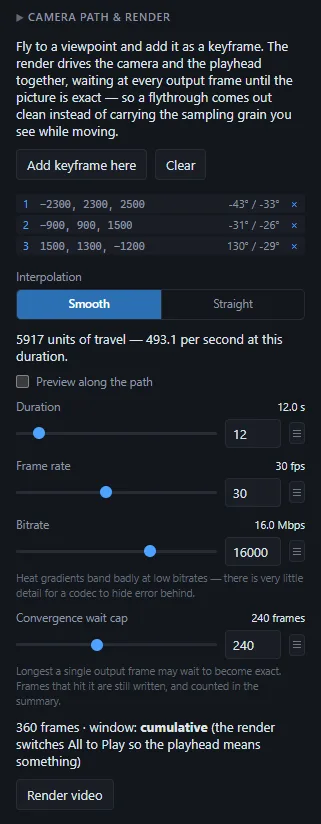 ▶ CAMERA PATH & RENDER
Fly to a viewpoint and add it as a keyframe. The
render drives the camera and the playhead
together, waiting at every output frame until the
picture is exact — so a flythrough comes out
clean instead of carrying the sampling grain you
see while moving.
Add keyframe here Clear
1 −2300, 2300, 2500 -43° / -33° ×
2 −900, 900, 1500 -31° / -26° ×
3 1500, 1300, −1200 130° / -29° ×
Interpolation
Smooth Straight
5917 units of travel — 493.1 per second at this
duration.
Preview along the path
Duration 12.0 s
12
Frame rate 30 fps
30
Bitrate 16.0 Mbps
16000
Heat gradients band badly at low bitrates — there is very little
detail for a codec to hide error behind.
Convergence wait cap 240 frames
240
Longest a single output frame may wait to become exact.
Frames that hit it are still written, and counted in the
summary.
360 frames · window: cumulative (the render
switches All to Play so the playhead means
something)
Render video